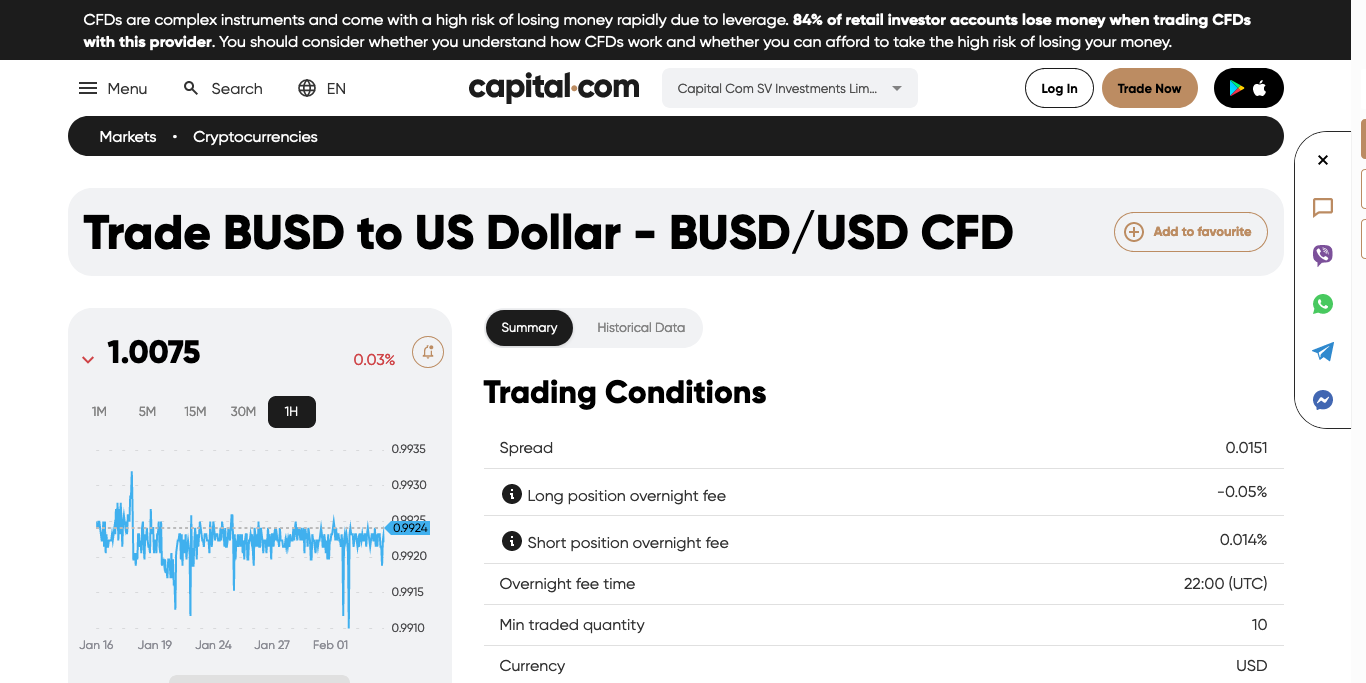 CFDs are complex instruments and come with a high risk of losing money rapidly due to leverage. 84% of retail investor accounts lose money when trading CFDs
with this provider. You should consider whether you understand how CFDs work and whether you can afford to take the high risk of losing your money.
Menu Search EN capital.com Capital Com SV Investments Lim... Log In Trade Now
Markets • Cryptocurrencies
Trade BUSD to US Dollar - BUSD/USD CFD
Add to favourite
1.0075 0.03%
1M 5M 15M 30M 1H
0.9935
0.9930
0.9925
0.9924
0.9920
0.9915
0.9910
Jan 16 Jan 19 Jan 24 Jan 27 Feb 01
Summary Historical Data
Trading Conditions
Spread 0.0151
Long position overnight fee -0.05%
Short position overnight fee 0.014%
Overnight fee time 22:00 (UTC)
Min traded quantity 10
Currency USD